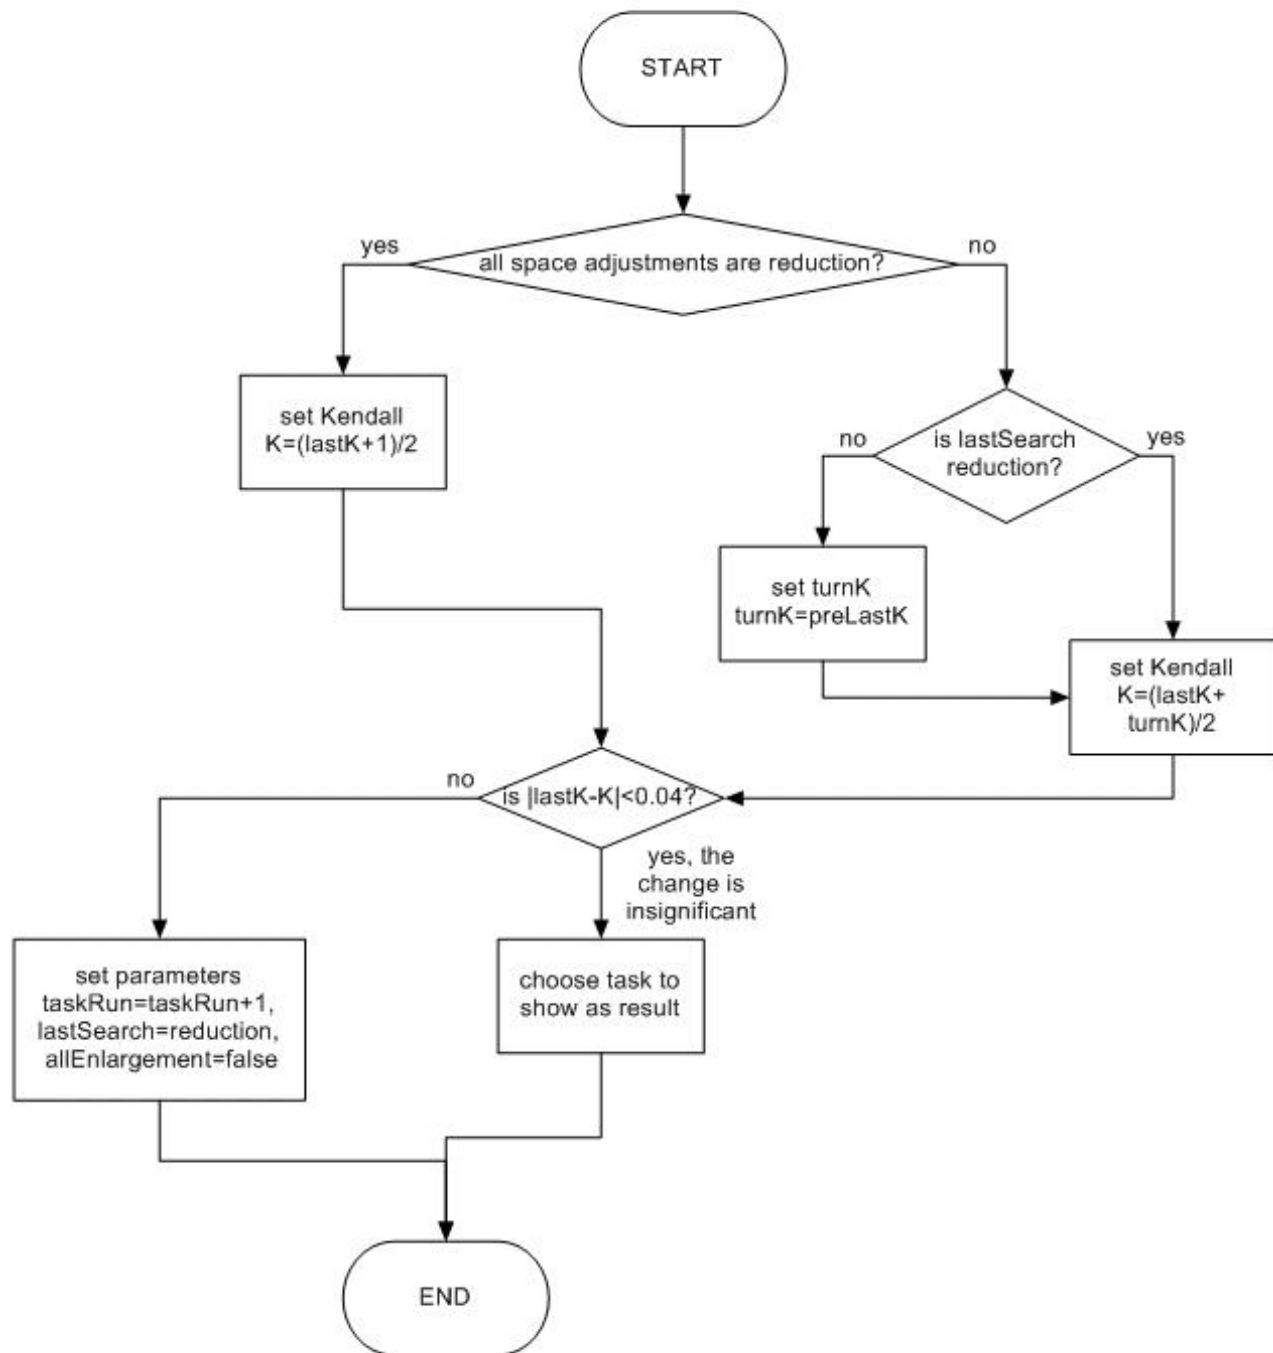 START
yes
no
all space adjustments are reduction?
set Kendall
K=(lastK+1)/2
no
is lastSearch
reduction?
yes
set turnK
turnK=preLastK
set Kendall
K=(lastK+
turnK)/2
no
is |lastK-K|<0.04?
yes, the
change is
insignificant
set parameters
taskRun=taskRun+1,
lastSearch=reduction,
allEnlargement=false
choose task to
show as result
END